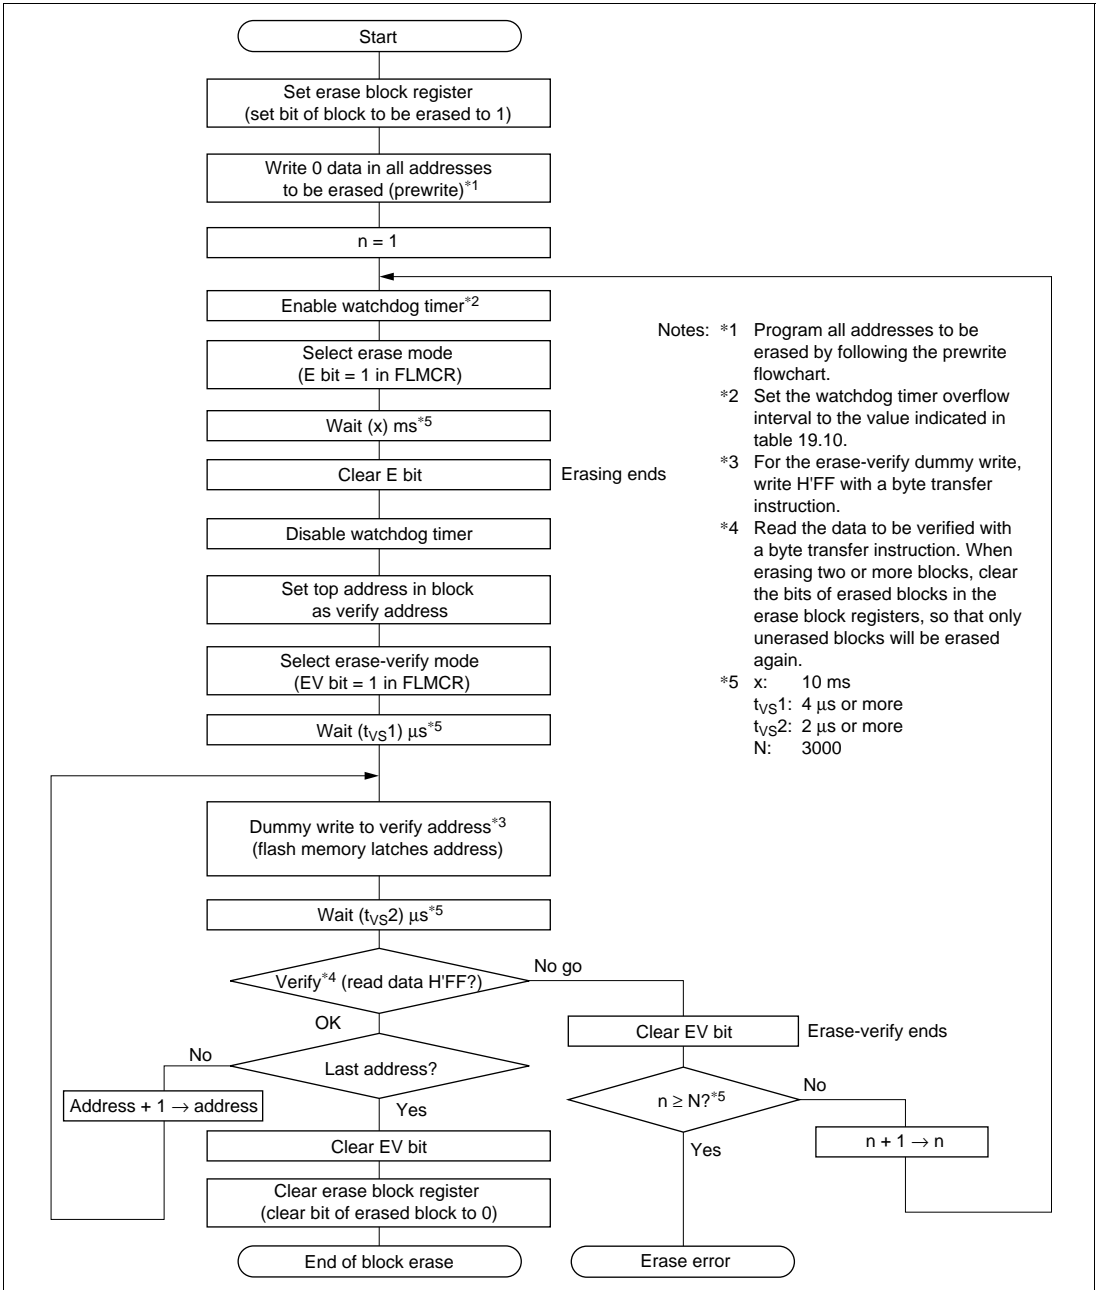 Start
Set erase block register
(set bit of block to be erased to 1)
Write 0 data in all addresses
to be erased (prewrite)*1
n = 1
Enable watchdog timer*2
Select erase mode
(E bit = 1 in FLMCR)
Wait (x) ms*5
Clear E bit
Erasing ends
Disable watchdog timer
Set top address in block
as verify address
Select erase-verify mode
(EV bit = 1 in FLMCR)
Wait (tVS1) μs*5
Dummy write to verify address*3
(flash memory latches address)
Wait (tVS2) μs*5
Verify*4 (read data H'FF?)
No go
OK
Clear EV bit
Erase-verify ends
No
Last address?
Address + 1 → address
Yes
n ≥ N?*5
No
n + 1 → n
Yes
Clear EV bit
Clear erase block register
(clear bit of erased block to 0)
End of block erase
Erase error
Notes: *1 Program all addresses to be
erased by following the prewrite
flowchart.
*2 Set the watchdog timer overflow
interval to the value indicated in
table 19.10.
*3 For the erase-verify dummy write,
write H'FF with a byte transfer
instruction.
*4 Read the data to be verified with
a byte transfer instruction. When
erasing two or more blocks, clear
the bits of erased blocks in the
erase block registers, so that only
unerased blocks will be erased
again.
*5 x: 10 ms
tVS1: 4 μs or more
tVS2: 2 μs or more
N: 3000